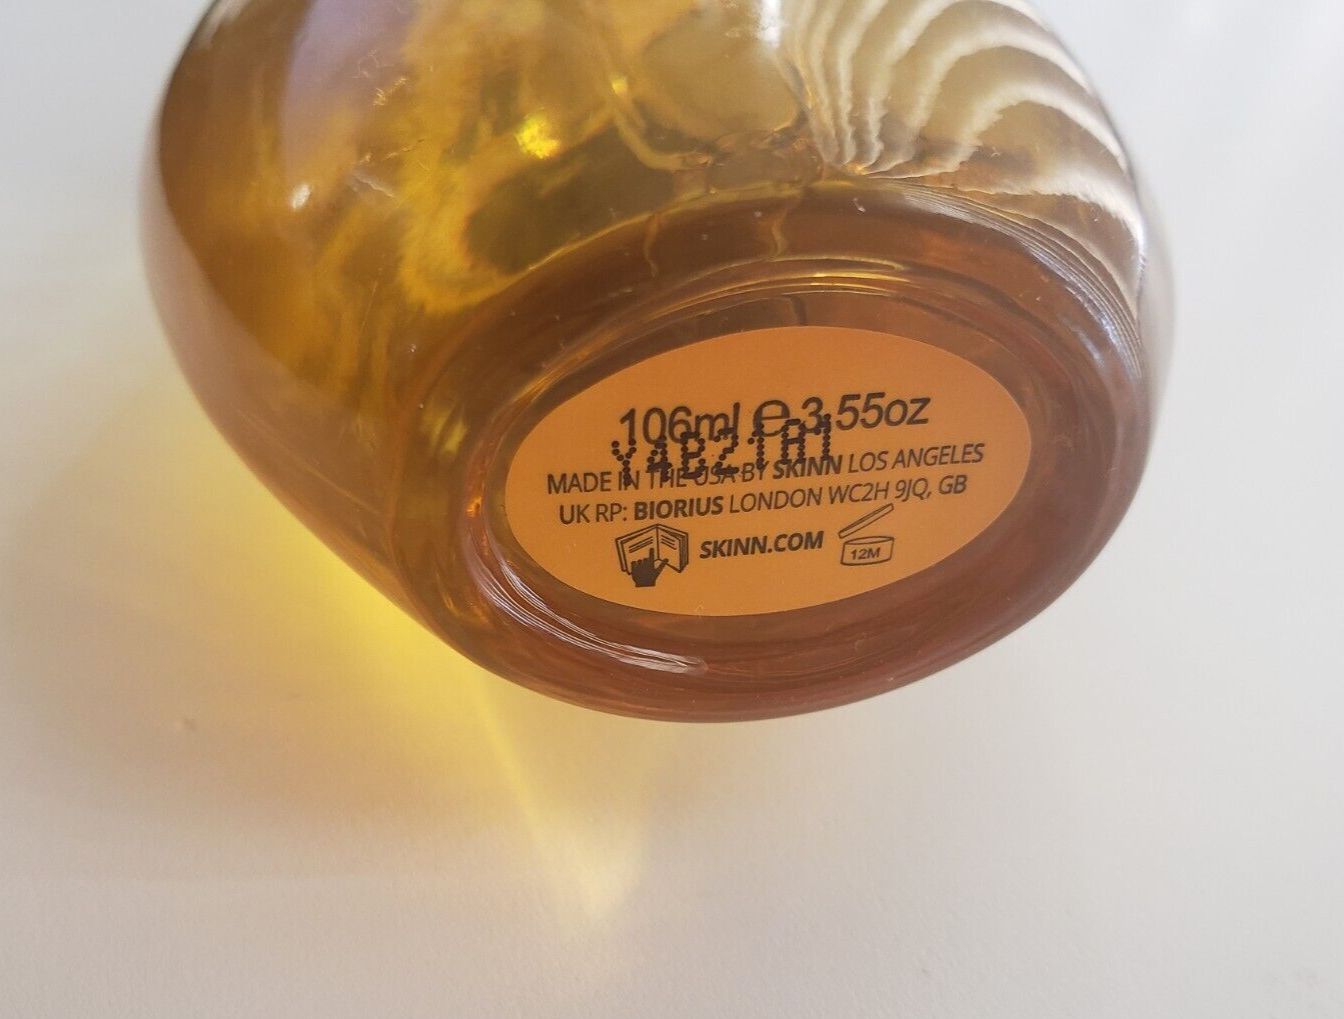 106ml ℮ 3.55oz
Y4B21A1
MADE IN THE USA BY SKINN LOS ANGELES
UK RP: BIORIUS LONDON WC2H 9JQ, GB
SKINN.COM
12M